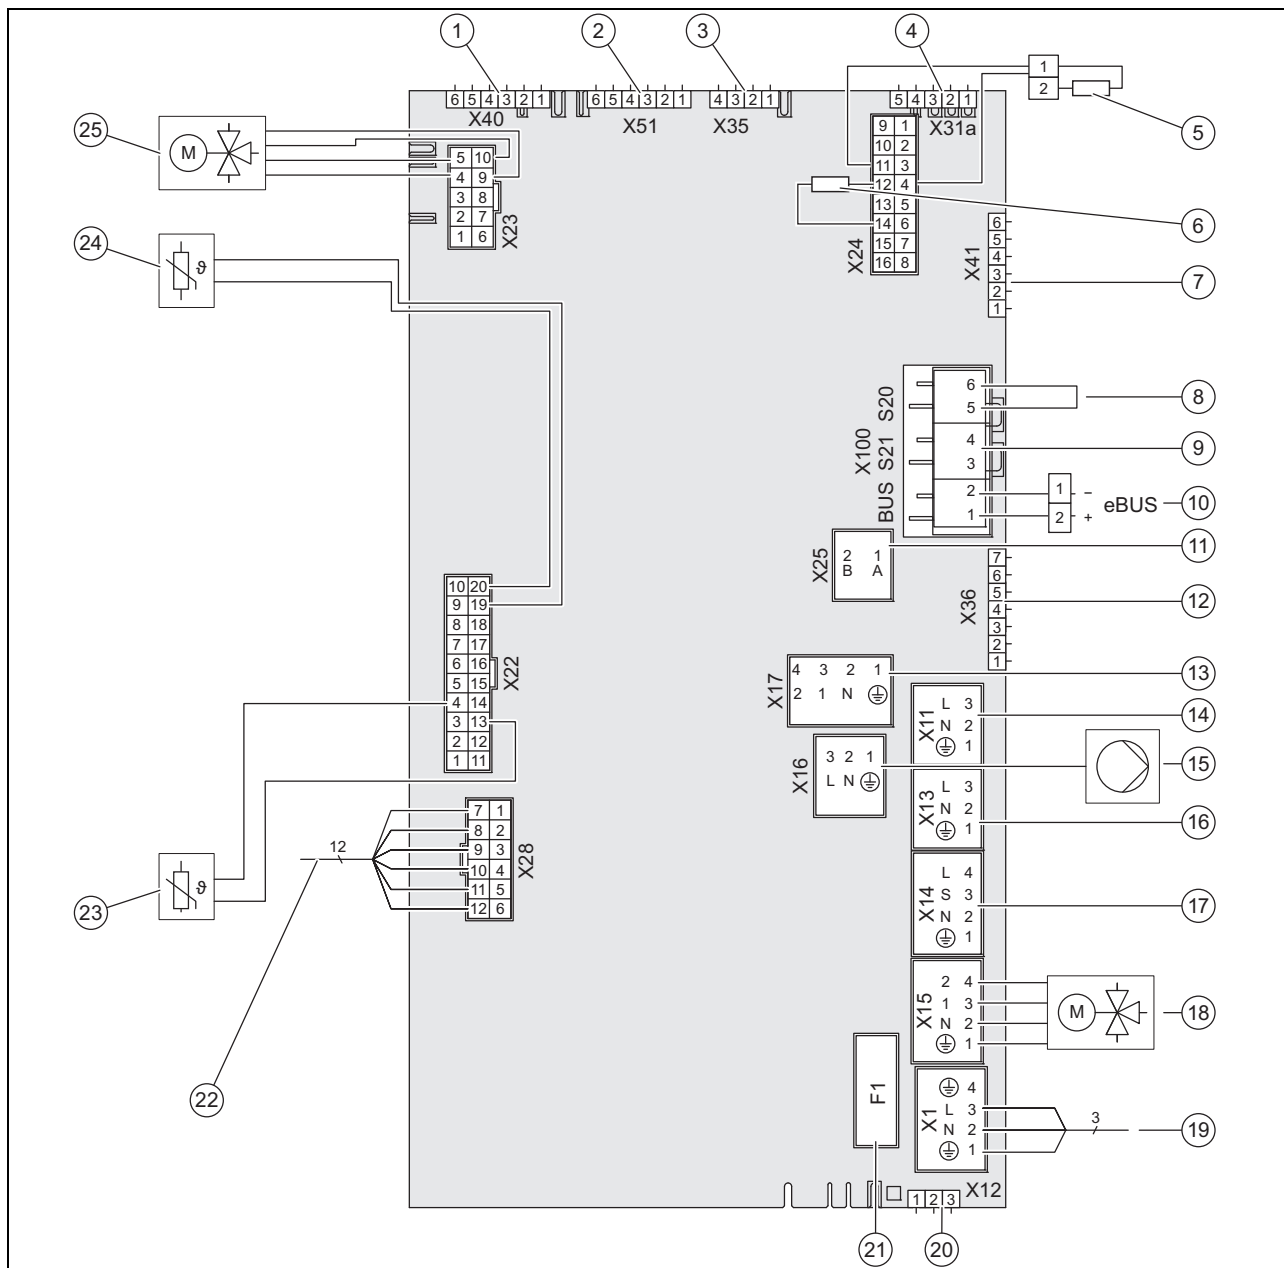 1 2 3 4
1
2
5
6 5 4 3 2 1
6 5 4 3 2 1
4 3 2 1
5 4 3 2 1
X40
X51
X35
X31a
25
M
5 10
4 9
3 8
2 7
1 6
X23
9 1
10 2
11 3
12 4
13 5
14 6
15 7
16 8
X24
6
24
ϑ
6
5
4
3
2
1
X41
7
X100
S20
S21
BUS
6
5
4
3
2
1
8
9
1 –
2 +
eBUS
10
X25
2 1
B A
11
7
6
5
4
3
2
1
X36
12
10 20
9 19
8 18
7 17
6 16
5 15
4 14
3 13
2 12
1 11
X22
X17
4 3 2 1
2 1 N
13
X11
L 3
N 2
1
14
X16
3 2 1
L N
15
X13
L 3
N 2
1
16
7 1
8 2
9 3
10 4
11 5
12 6
X28
12
23
ϑ
X14
L 4
S 3
N 2
1
17
X15
2 4
1 3
N 2
1
M
18
22
F1
X1
4
L 3
N 2
1
3
19
X12
1 2 3
21
20